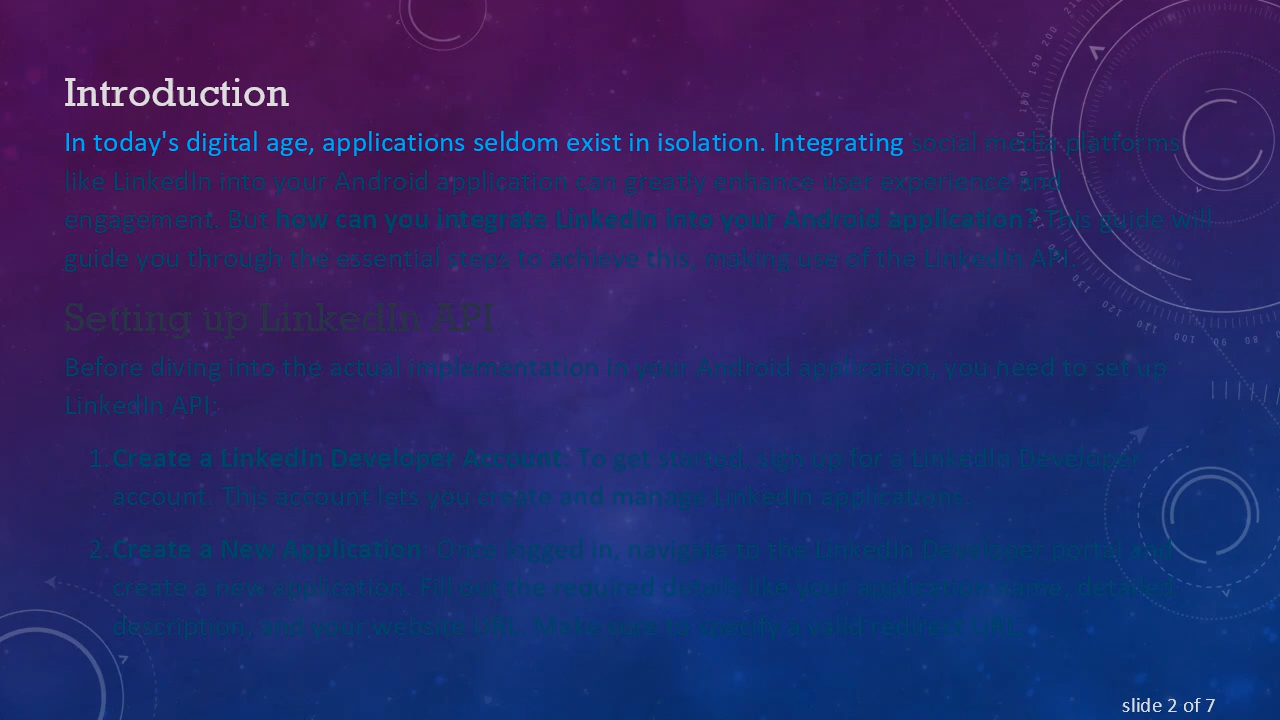 Introduction
In today's digital age, applications seldom exist in isolation. Integrating social media platforms
like LinkedIn into your Android application can greatly enhance user experience and
engagement. But how can you integrate LinkedIn into your Android application? This guide will
guide you through the essential steps to achieve this, making use of the LinkedIn API.
Setting up LinkedIn API
Before diving into the actual implementation in your Android application, you need to set up
LinkedIn API:
1. Create a LinkedIn Developer Account: To get started, sign up for a LinkedIn Developer
account. This account lets you create and manage LinkedIn applications.
2. Create a New Application: Once logged in, navigate to the LinkedIn Developer portal and
create a new application. Fill out the required details like your application name, detailed
description, and your website URL. Make sure to specify a valid redirect URL.
slide 2 of 7